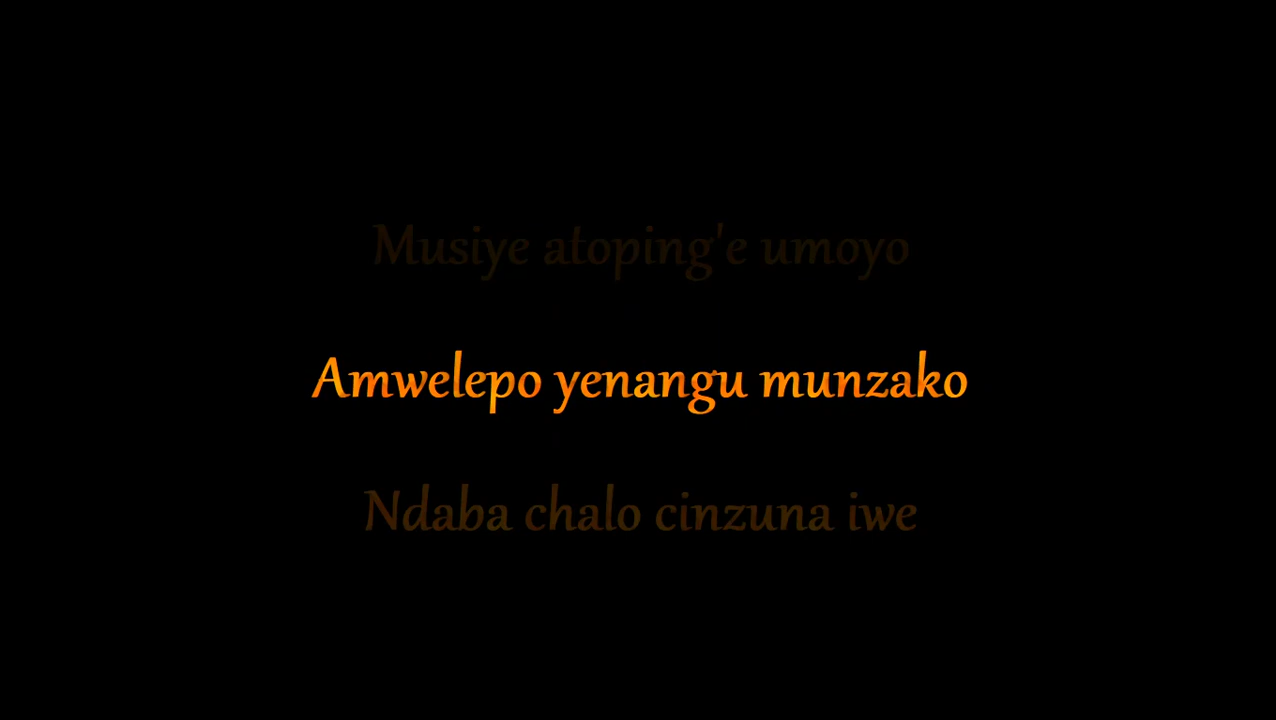 Musiye atoping'e umoyo
Amwelepo yenangu munzako
Ndaba chalo cinzuna iwe